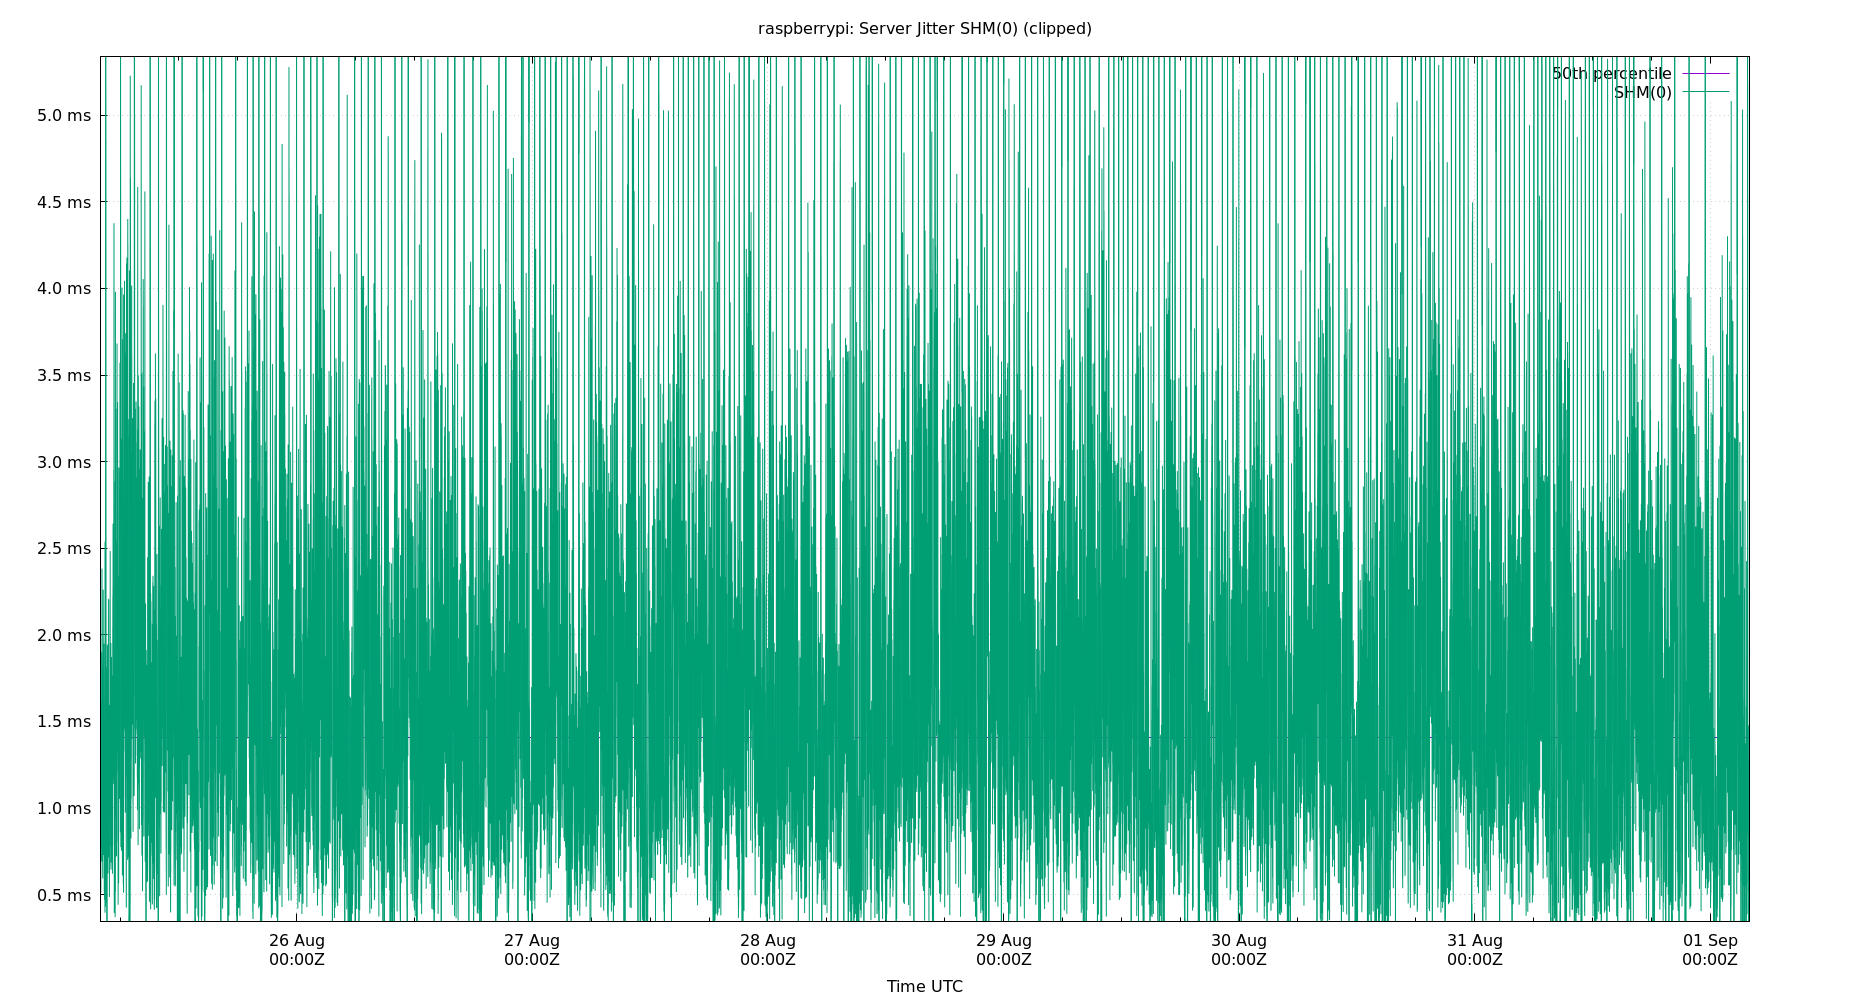 raspberrypi: Server Jitter SHM(0) (clipped)
50th percentile
SHM(0)
5.0 ms
4.5 ms
4.0 ms
3.5 ms
3.0 ms
2.5 ms
2.0 ms
1.5 ms
1.0 ms
0.5 ms
26 Aug 27 Aug 28 Aug 29 Aug 30 Aug 31 Aug 01 Sep
00:00Z 00:00Z 00:00Z 00:00Z 00:00Z 00:00Z 00:00Z
Time UTC